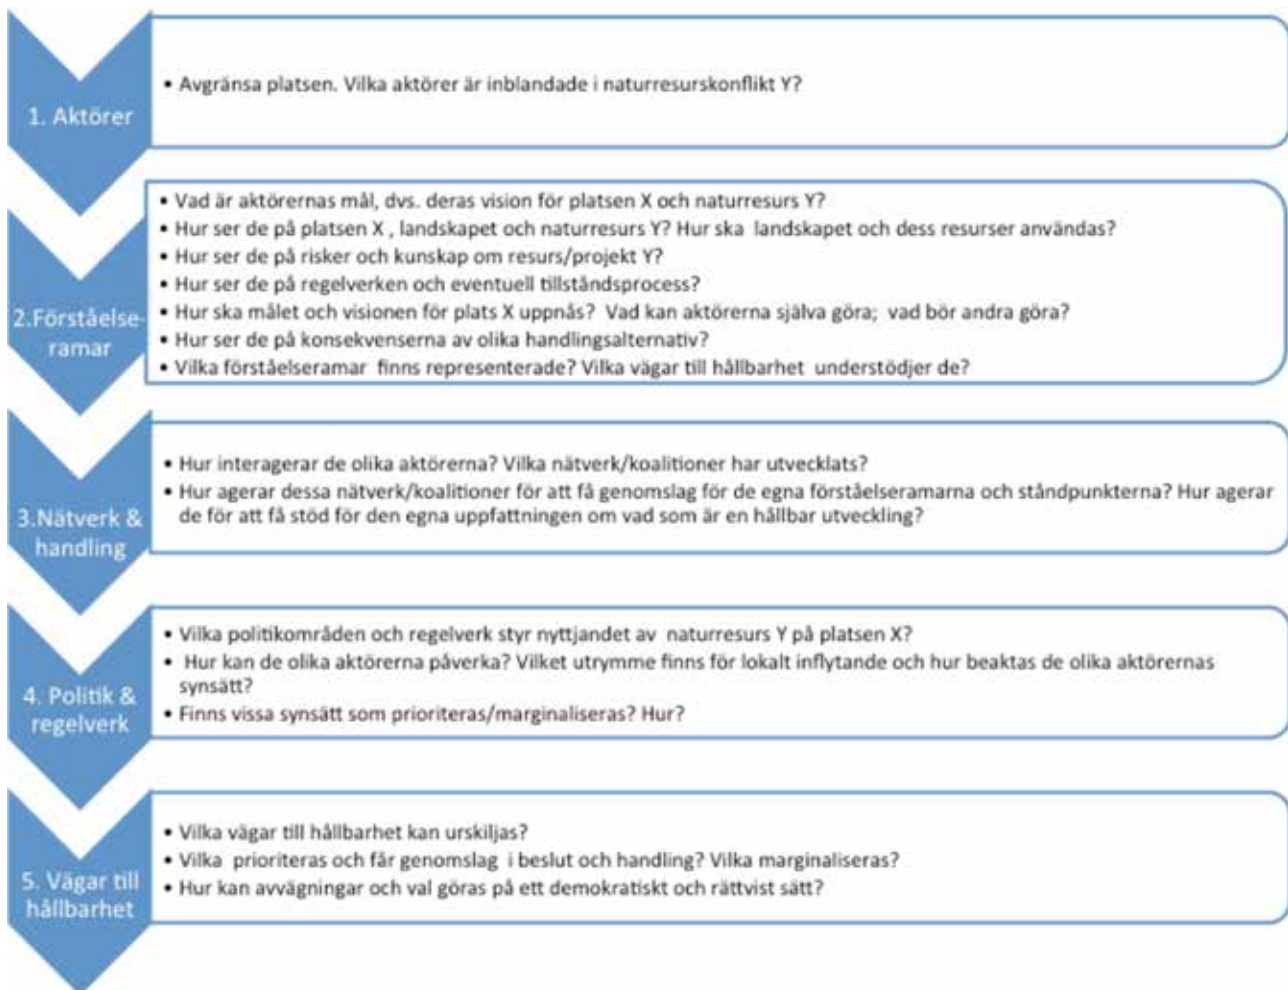 1. Aktörer
• Avgränsa platsen. Vilka aktörer är inblandade i naturresurskonflikt Y?
2.Förståelse-
ramar
• Vad är aktörernas mål, dvs. deras vision för platsen X och naturresurs Y?
• Hur ser de på platsen X , landskapet och naturresurs Y? Hur ska landskapet och dess resurser användas?
• Hur ser de på risker och kunskap om resurs/projekt Y?
• Hur ser de på regelverken och eventuell tillståndsprocess?
• Hur ska målet och visionen för plats X uppnås? Vad kan aktörerna själva göra; vad bör andra göra?
• Hur ser de på konsekvenserna av olika handlingsalternativ?
• Vilka förståelseramar finns representerade? Vilka vägar till hållbarhet understödjer de?
3.Nätverk &
handling
• Hur interagerar de olika aktörerna? Vilka nätverk/koalitioner har utvecklats?
• Hur agerar dessa nätverk/koalitioner för att få genomslag för de egna förståelseramarna och ståndpunkterna? Hur agerar
de för att få stöd för den egna uppfattningen om vad som är en hållbar utveckling?
4. Politik &
regelverk
• Vilka politikområden och regelverk styr nyttjandet av naturresurs Y på platsen X?
• Hur kan de olika aktörerna påverka? Vilket utrymme finns för lokalt inflytande och hur beaktas de olika aktörernas
synsätt?
• Finns vissa synsätt som prioriteras/marginaliseras? Hur?
5. Vägar till
hållbarhet
• Vilka vägar till hållbarhet kan urskiljas?
• Vilka prioriteras och får genomslag i beslut och handling? Vilka marginaliseras?
• Hur kan avvägningar och val göras på ett demokratiskt och rättvist sätt?